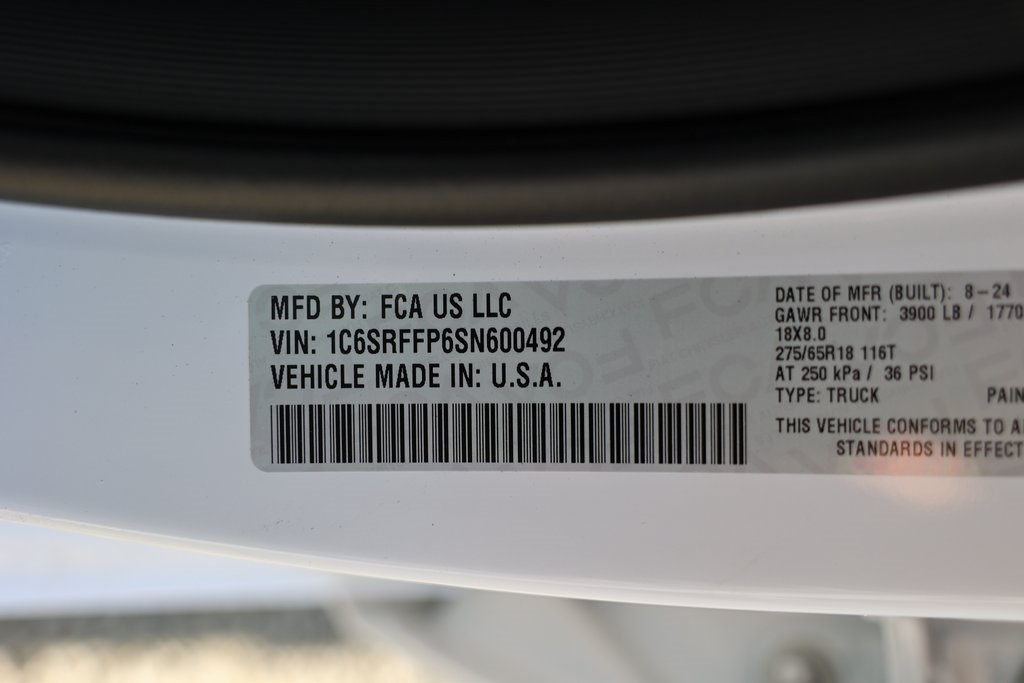 MFD BY: FCA US LLC
VIN: 1C6SRFFP6SN600492
VEHICLE MADE IN: U.S.A.
DATE OF MFR (BUILT): 8-24
GAWR FRONT: 3900 LB / 1770
18X8.0
275/65R18 116T
AT 250 kPa / 36 PSI
TYPE: TRUCK PAIN
THIS VEHICLE CONFORMS TO A
STANDARDS IN EFFECT